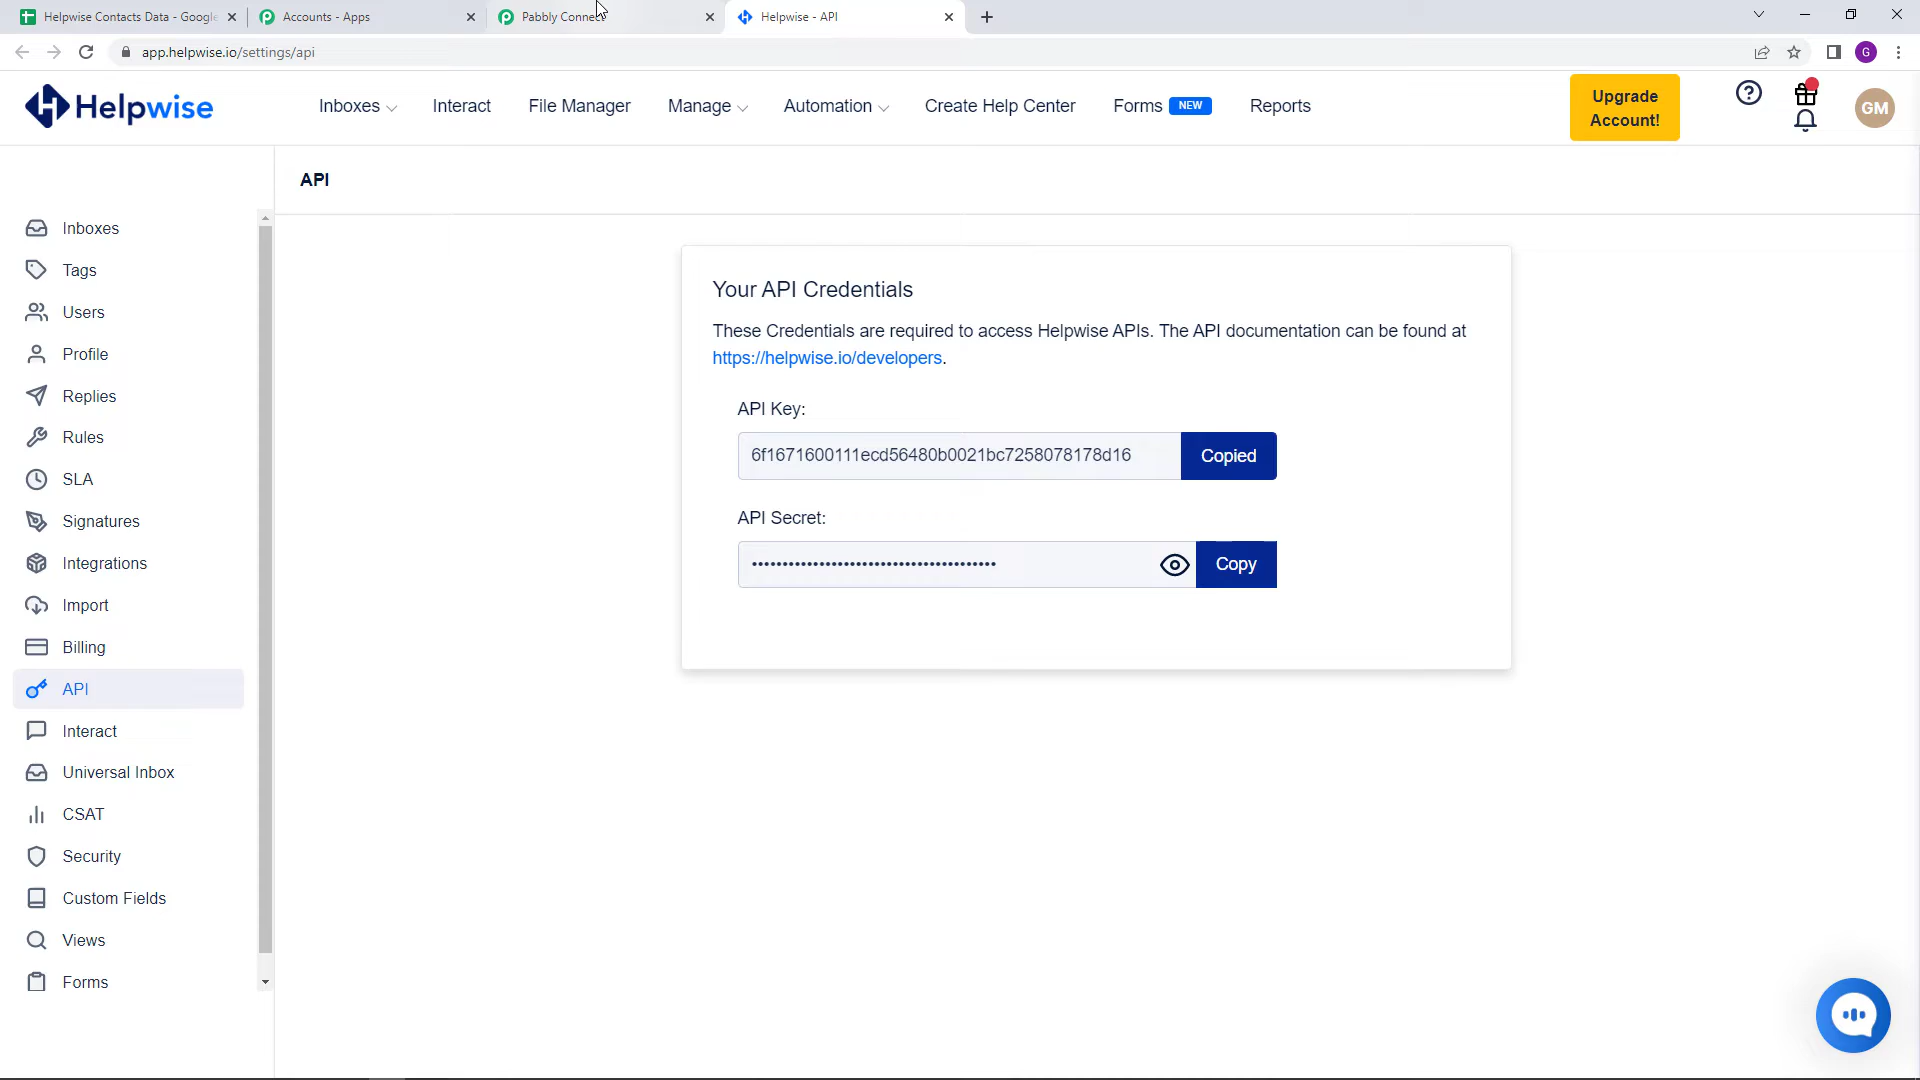 Helpwise Contacts Data - Google
Accounts - Apps
Pabbly Connect
Helpwise - API
app.helpwise.io/settings/api
G
Helpwise
Inboxes
Interact
File Manager
Manage
Automation
Create Help Center
Forms NEW
Reports
Upgrade
Account!
GM
API
Inboxes
Tags
Users
Profile
Replies
Rules
SLA
Signatures
Integrations
Import
Billing
API
Interact
Universal Inbox
CSAT
Security
Custom Fields
Views
Forms
Your API Credentials
These Credentials are required to access Helpwise APIs. The API documentation can be found at
https://helpwise.io/developers.
API Key:
6f1671600111ecd56480b0021bc7258078178d16
Copied
API Secret:
••••••••••••••••••••••••••••••••••••••••
Copy